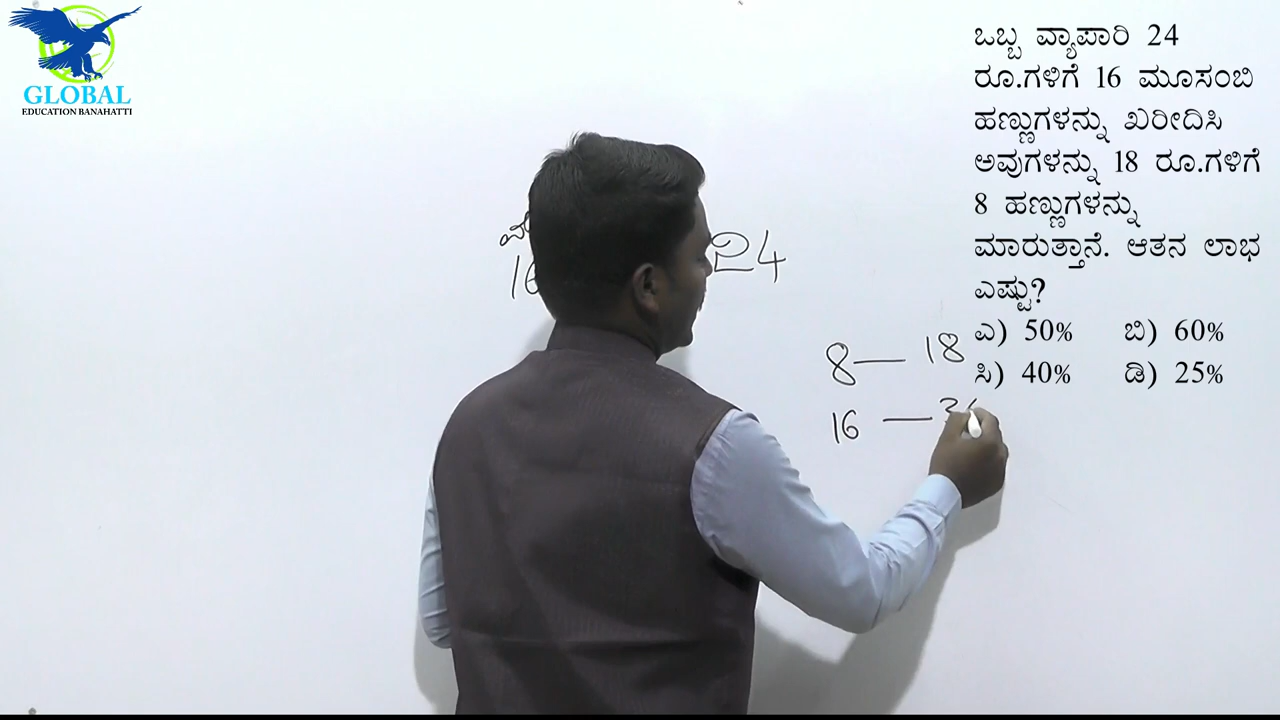 GLOBAL
EDUCATION BANAHATTI
ಒಬ್ಬ ವ್ಯಾಪಾರಿ 24
ರೂ.ಗಳಿಗೆ 16 ಮೂಸಂಬಿ
ಹಣ್ಣುಗಳನ್ನು ಖರೀದಿಸಿ
ಅವುಗಳನ್ನು 18 ರೂ.ಗಳಿಗೆ
8 ಹಣ್ಣುಗಳನ್ನು
ಮಾರುತ್ತಾನೆ. ಆತನ ಲಾಭ
ಎಷ್ಟು?
ಎ) 50% ಬಿ) 60%
ಸಿ) 40% ಡಿ) 25%
16 24
8 — 18
16 —